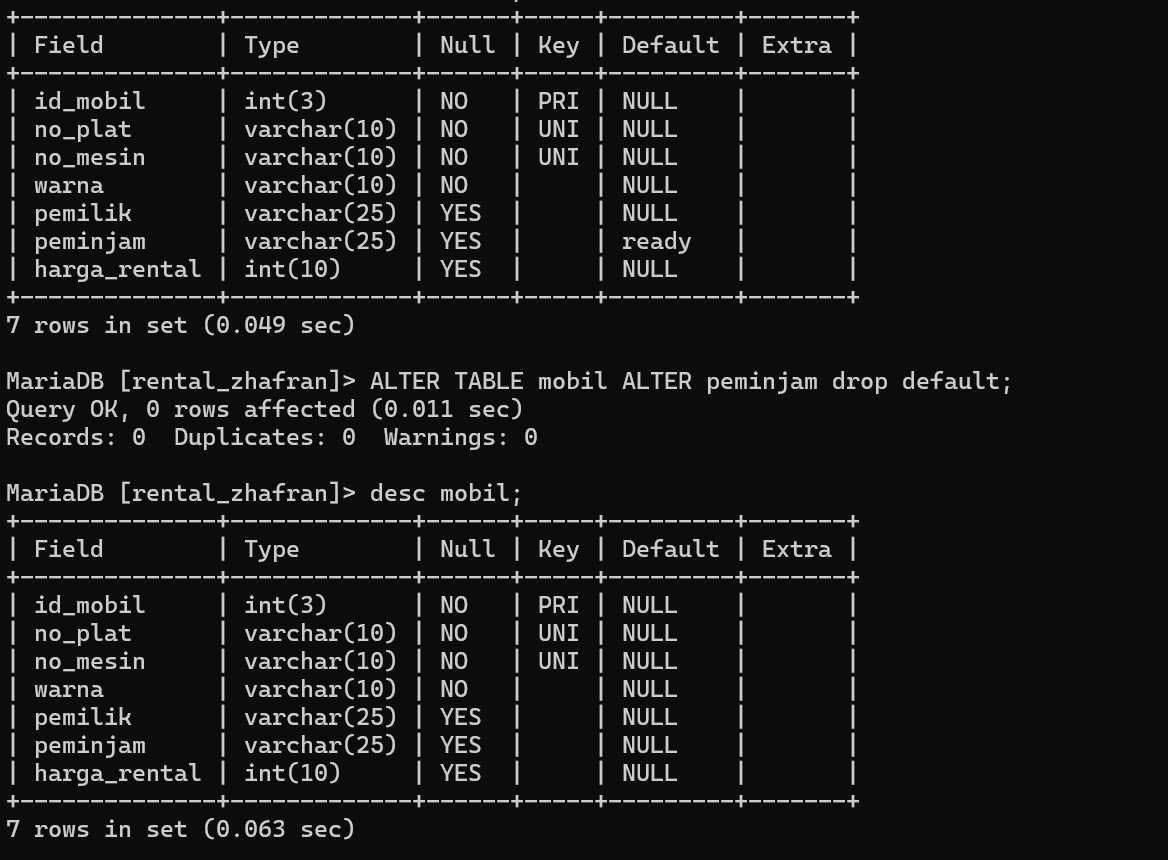 +--------------+-------------+------+-----+---------+-------+
| Field        | Type        | Null | Key | Default | Extra |
+--------------+-------------+------+-----+---------+-------+
| id_mobil     | int(3)      | NO   | PRI | NULL    |       |
| no_plat      | varchar(10) | NO   | UNI | NULL    |       |
| no_mesin     | varchar(10) | NO   | UNI | NULL    |       |
| warna        | varchar(10) | NO   |     | NULL    |       |
| pemilik      | varchar(25) | YES  |     | NULL    |       |
| peminjam     | varchar(25) | YES  |     | ready   |       |
| harga_rental | int(10)     | YES  |     | NULL    |       |
+--------------+-------------+------+-----+---------+-------+
7 rows in set (0.049 sec)

MariaDB [rental_zhafran]> ALTER TABLE mobil ALTER peminjam drop default;
Query OK, 0 rows affected (0.011 sec)
Records: 0  Duplicates: 0  Warnings: 0

MariaDB [rental_zhafran]> desc mobil;
+--------------+-------------+------+-----+---------+-------+
| Field        | Type        | Null | Key | Default | Extra |
+--------------+-------------+------+-----+---------+-------+
| id_mobil     | int(3)      | NO   | PRI | NULL    |       |
| no_plat      | varchar(10) | NO   | UNI | NULL    |       |
| no_mesin     | varchar(10) | NO   | UNI | NULL    |       |
| warna        | varchar(10) | NO   |     | NULL    |       |
| pemilik      | varchar(25) | YES  |     | NULL    |       |
| peminjam     | varchar(25) | YES  |     | NULL    |       |
| harga_rental | int(10)     | YES  |     | NULL    |       |
+--------------+-------------+------+-----+---------+-------+
7 rows in set (0.063 sec)